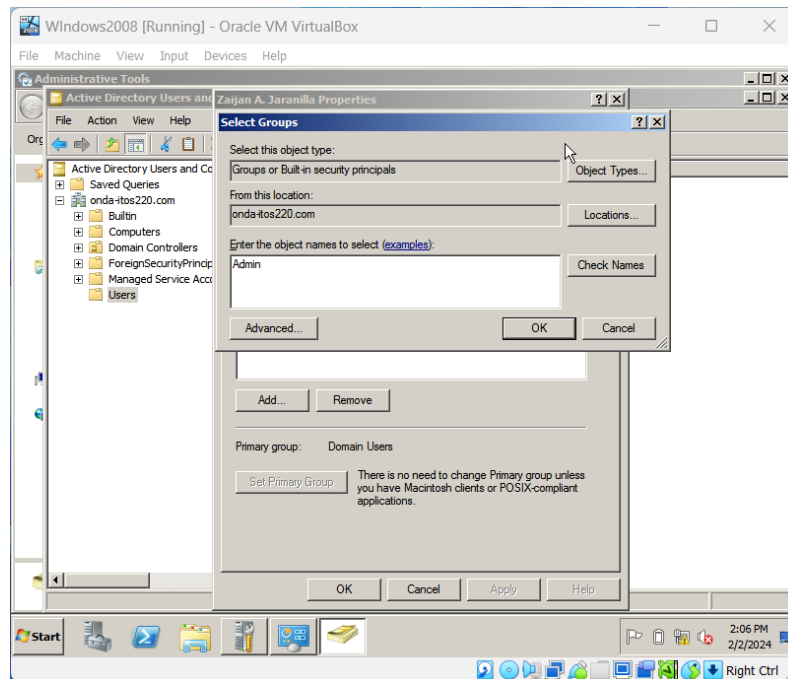 WIndows2008 [Running] - Oracle VM VirtualBox
File Machine View Input Devices Help
Administrative Tools
Active Directory Users and
Zaijan A. Jaranilla Properties
File Action View Help
Select Groups
Org
Select this object type:
Groups or Built-in security principals
Object Types...
From this location:
onda-itos220.com
Locations...
Enter the object names to select (examples):
Admin
Check Names
Advanced...
OK
Cancel
Active Directory Users and Co
Saved Queries
onda-itos220.com
Builtin
Computers
Domain Controllers
ForeignSecurityPrincip
Managed Service Acco
Users
Add...
Remove
Primary group: Domain Users
Set Primary Group
There is no need to change Primary group unless
you have Macintosh clients or POSIX-compliant
applications.
OK
Cancel
Apply
Help
Start
2:06 PM
2/2/2024
Right Ctrl